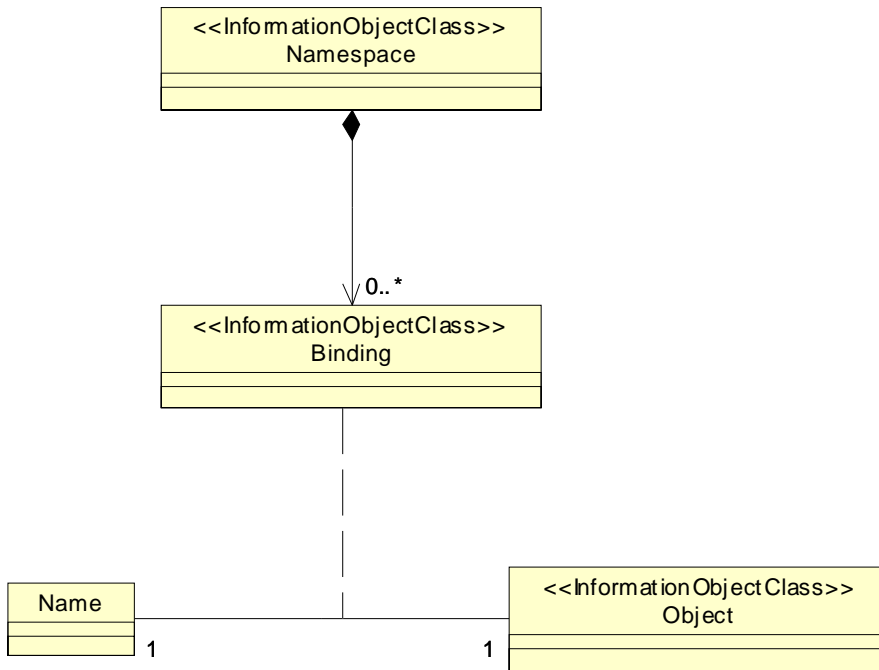 <<InformationObjectClass>>
Namespace
0..*
<<InformationObjectClass>>
Binding
Name
<<InformationObjectClass>>
Object
1
1